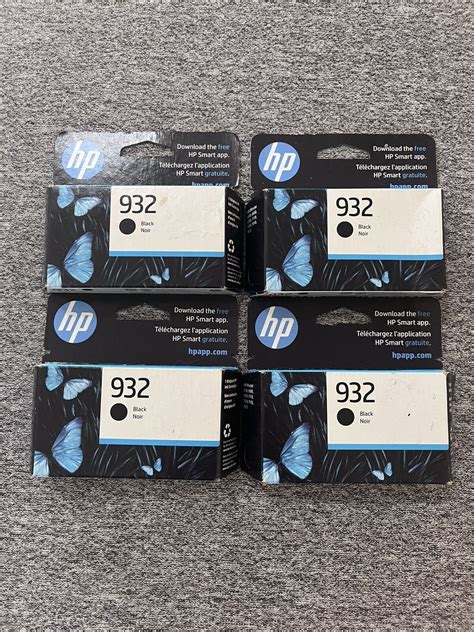 hp
Download the free
HP Smart app.
Téléchargez l'application
HP Smart gratuite.
hpapp.com
932
Black
Noir
hp
Download the free
HP Smart app.
Téléchargez l'application
HP Smart gratuite.
hpapp.com
932
Black
Noir
hp
Download the free
HP Smart app.
Téléchargez l'application
HP Smart gratuite.
hpapp.com
932
Black
Noir
hp
Download the free
HP Smart app.
Téléchargez l'application
HP Smart gratuite.
hpapp.com
932
Black
Noir